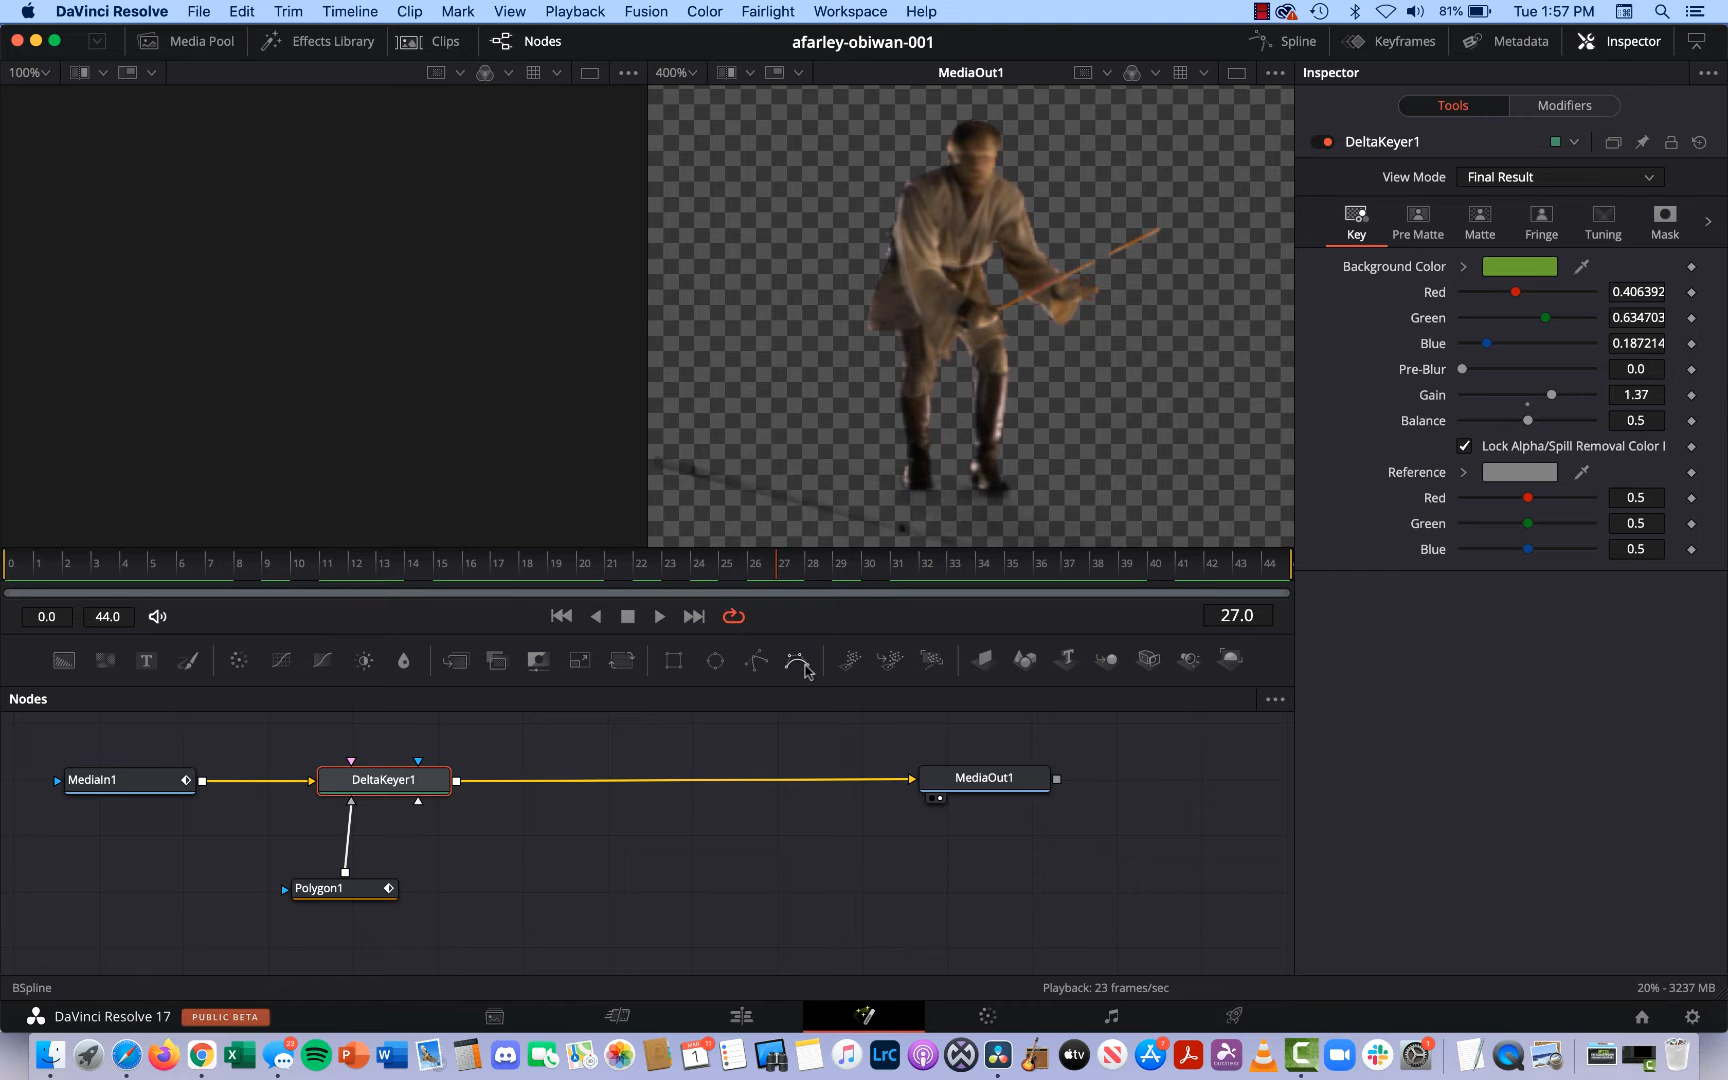 DaVinci Resolve File Edit Trim Timeline Clip Mark View Playback Fusion Color Fairlight Workspace Help 81% Tue 1:57 PM
Media Pool Effects Library Clips Nodes afarley-obiwan-001 Spline Keyframes Metadata Inspector
100% 400% MediaOut1 Inspector
Tools Modifiers
DeltaKeyer1
View Mode Final Result
Key Pre Matte Matte Fringe Tuning Mask
Background Color
Red 0.406392
Green 0.634703
Blue 0.187214
Pre-Blur 0.0
Gain 1.37
Balance 0.5
Lock Alpha/Spill Removal Color
Reference
Red 0.5
Green 0.5
Blue 0.5
0 1 2 3 4 5 6 7 8 9 10 11 12 13 14 15 16 17 18 19 20 21 22 23 24 25 26 27 28 29 30 31 32 33 34 35 36 37 38 39 40 41 42 43 44
0.0 44.0 27.0
T
Nodes
MediaIn1 DeltaKeyer1 MediaOut1
Polygon1
BSpline Playback: 23 frames/sec 20% - 3237 MB
DaVinci Resolve 17 PUBLIC BETA
23 MAR 1 11 Lrc tv 7 1